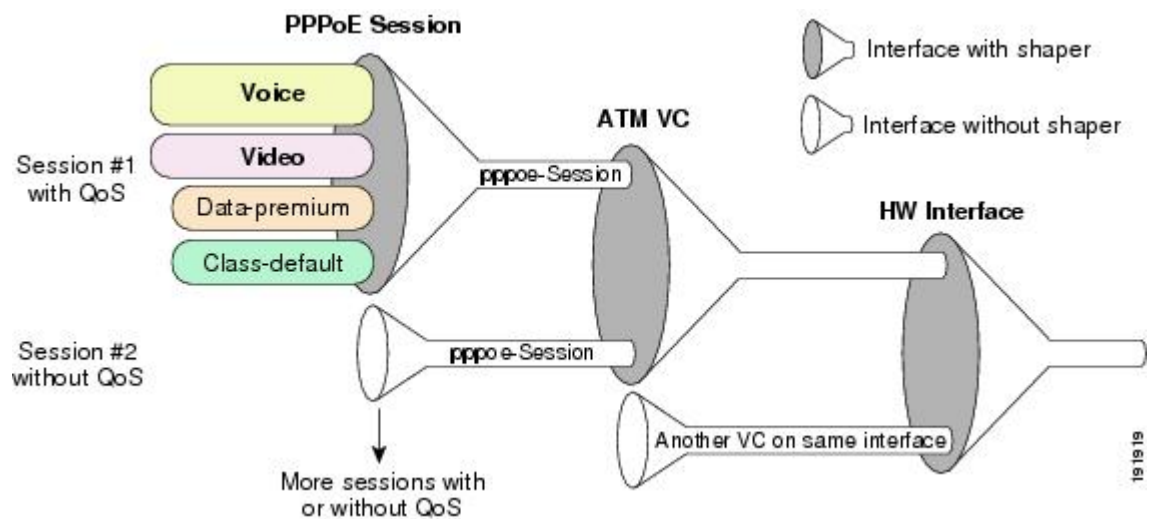 PPPoE Session
Interface with shaper
Voice
ATM VC
Interface without shaper
Video
Session #1
with QoS
pppoe-Session
Data-premium
HW Interface
Class-default
Session #2
without QoS
pppoe-Session
Another VC on same interface
More sessions with
or without QoS
191919